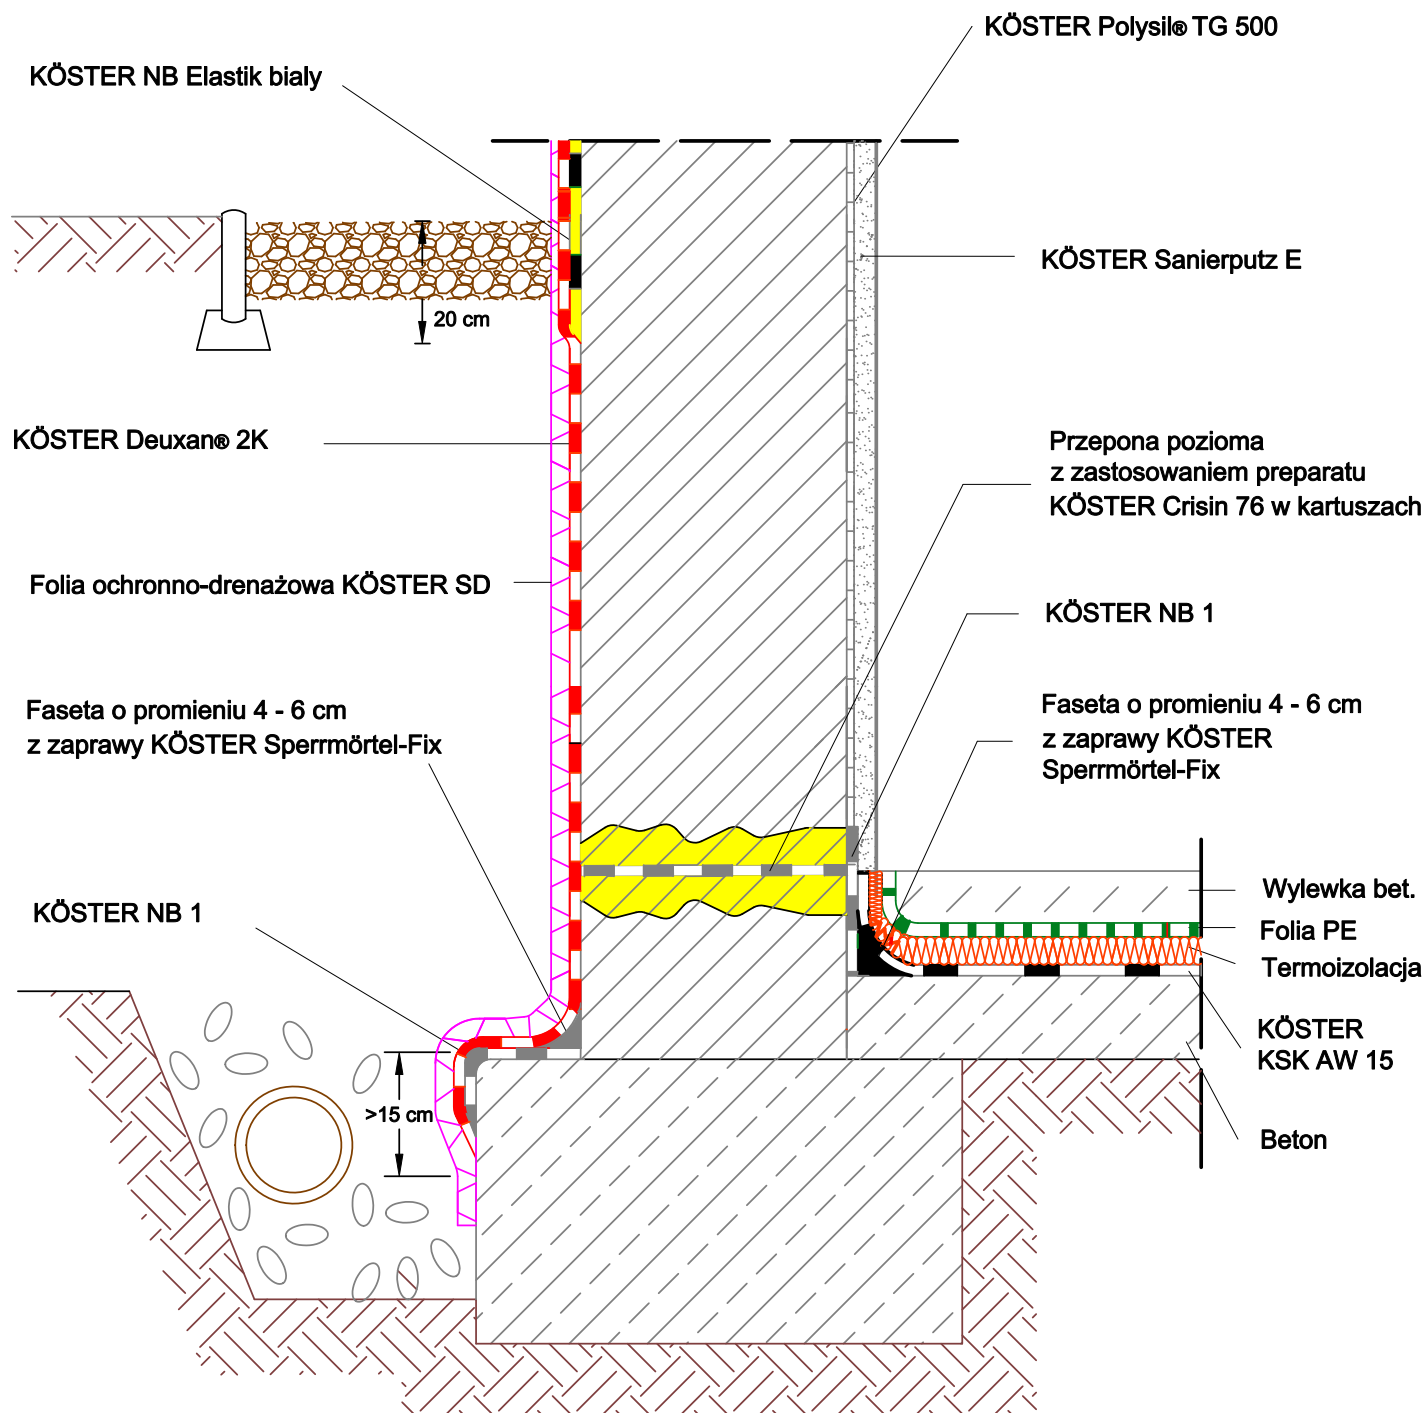 KÖSTER Polysil® TG 500
KÖSTER NB Elastik bialy
KÖSTER Sanierputz E
20 cm
KÖSTER Deuxan® 2K
Przepona pozioma
z zastosowaniem preparatu
KÖSTER Crisin 76 w kartuszach
Folia ochronno-drenażowa KÖSTER SD
KÖSTER NB 1
Faseta o promieniu 4 - 6 cm
z zaprawy KÖSTER Sperrmörtel-Fix
Faseta o promieniu 4 - 6 cm
z zaprawy KÖSTER
Sperrmörtel-Fix
KÖSTER NB 1
Wylewka bet.
Folia PE
Termoizolacja
KÖSTER
KSK AW 15
>15 cm
Beton